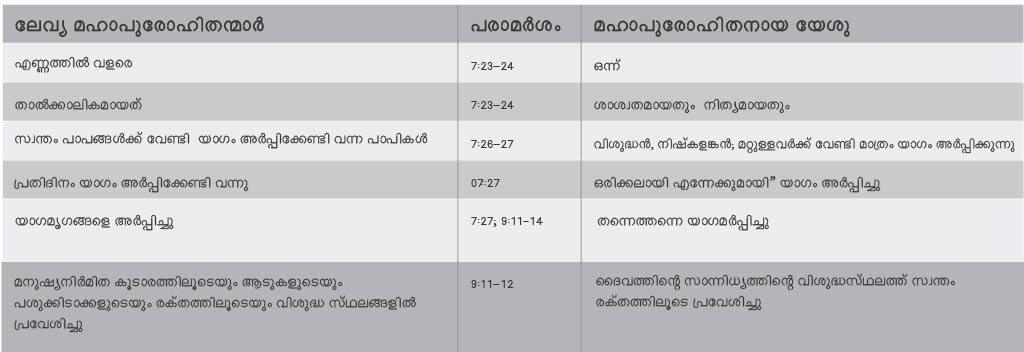 ലേവ്യ മഹാപുരോഹിതന്മാർ പരാമർശം മഹാപുരോഹിതനായ യേശു
എണ്ണത്തിൽ വളരെ 7:23–24 ഒന്ന്
താൽക്കാലികമായത് 7:23–24 ശാശ്വതമായതും നിത്യമായതും
സ്വന്തം പാപങ്ങൾക്ക് വേണ്ടി യാഗം അർപ്പിക്കേണ്ടി വന്ന പാപികൾ 7:26–27 വിശുദ്ധൻ, നിഷ്കളങ്കൻ; മറ്റുള്ളവർക്ക് വേണ്ടി മാത്രം യാഗം അർപ്പിക്കുന്നു
പ്രതിദിനം യാഗം അർപ്പിക്കേണ്ടി വന്നു 07:27 ഒരിക്കലായി എന്നേക്കുമായി” യാഗം അർപ്പിച്ചു
യാഗമൃഗങ്ങളെ അർപ്പിച്ചു 7:27; 9:11–14 തന്നെത്തന്നെ യാഗമർപ്പിച്ചു
മനുഷ്യനിർമിത കൂടാരത്തിലൂടെയും ആടുകളുടെയും
പശുക്കിടാക്കളുടെയും രക്തത്തിലൂടെയും വിശുദ്ധ സ്ഥലങ്ങളിൽ
പ്രവേശിച്ചു
9:11–12
ദൈവത്തിന്റെ സാന്നിധ്യത്തിന്റെ വിശുദ്ധസ്ഥലത്ത് സ്വന്തം
രക്തത്തിലൂടെ പ്രവേശിച്ചു